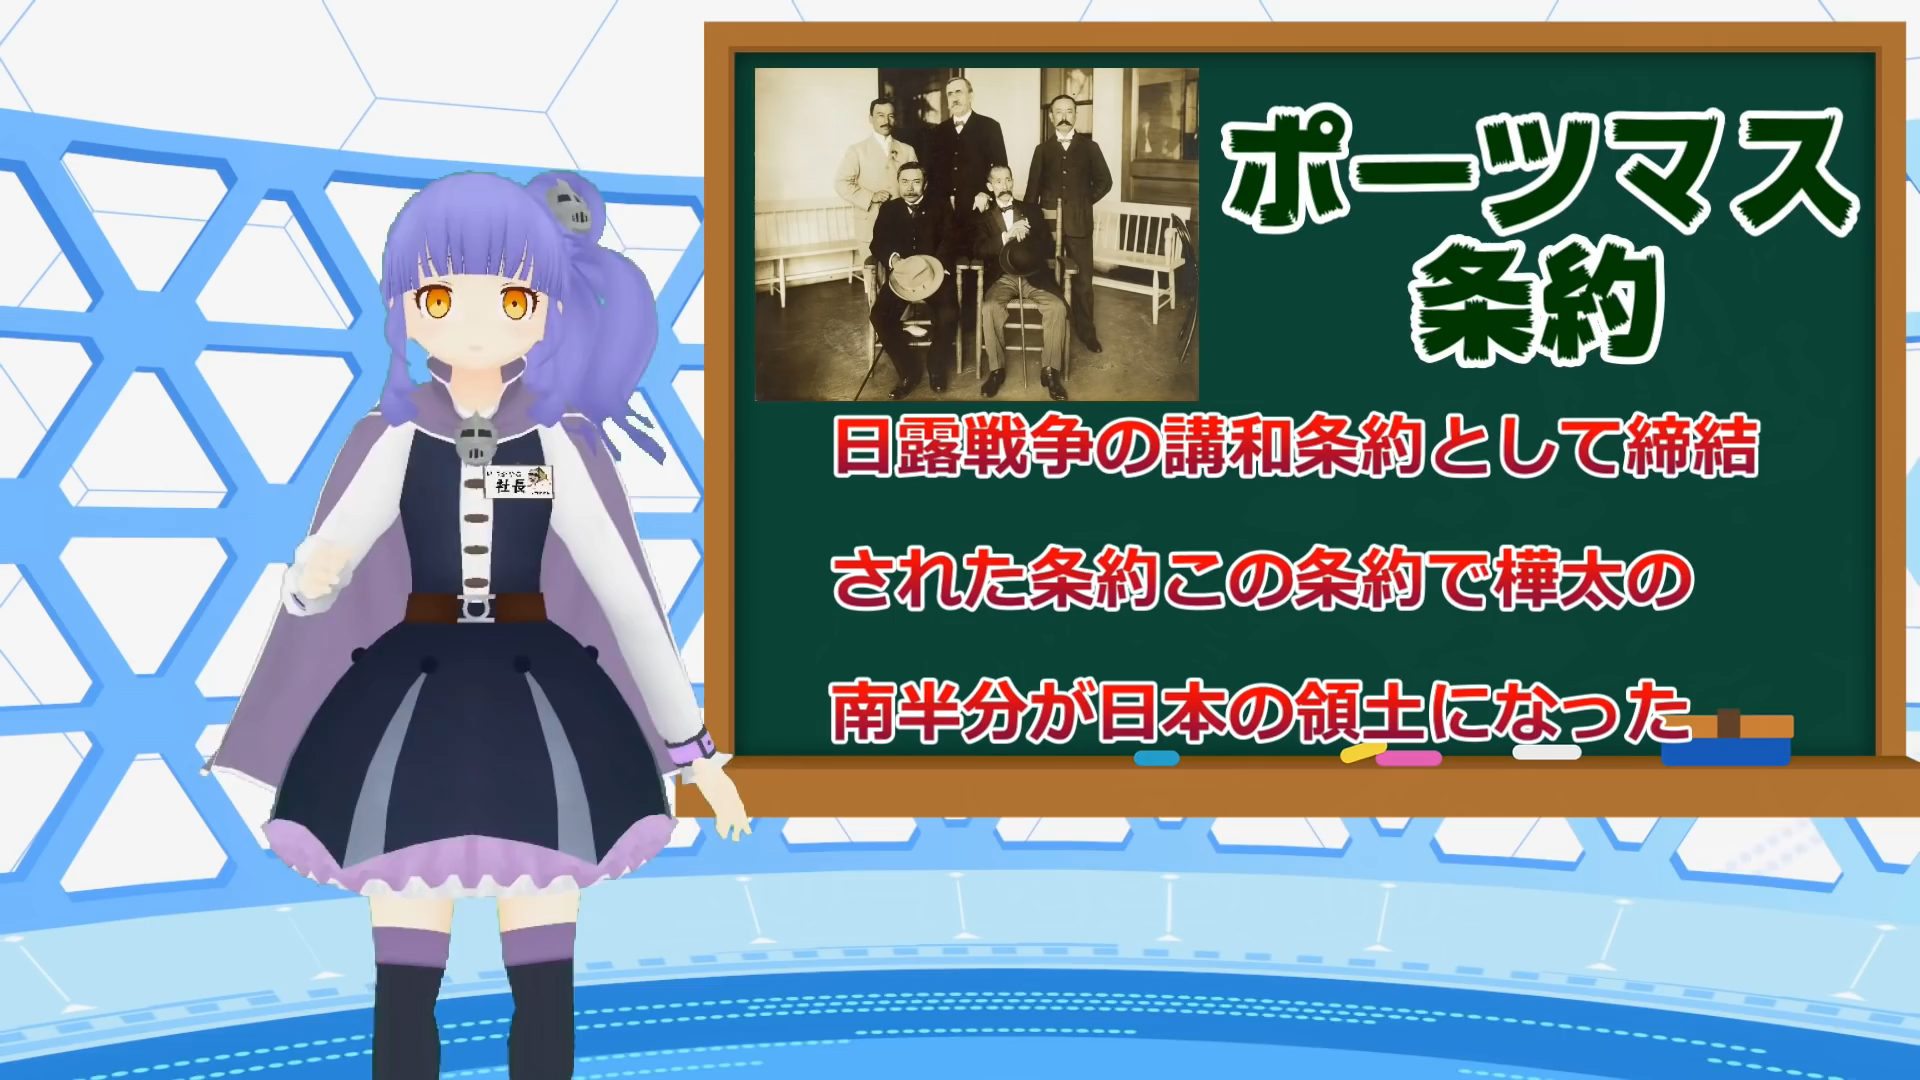 ポーツマス
条約
日露戦争の講和条約として締結
された条約この条約で樺太の
南半分が日本の領土になった
社長